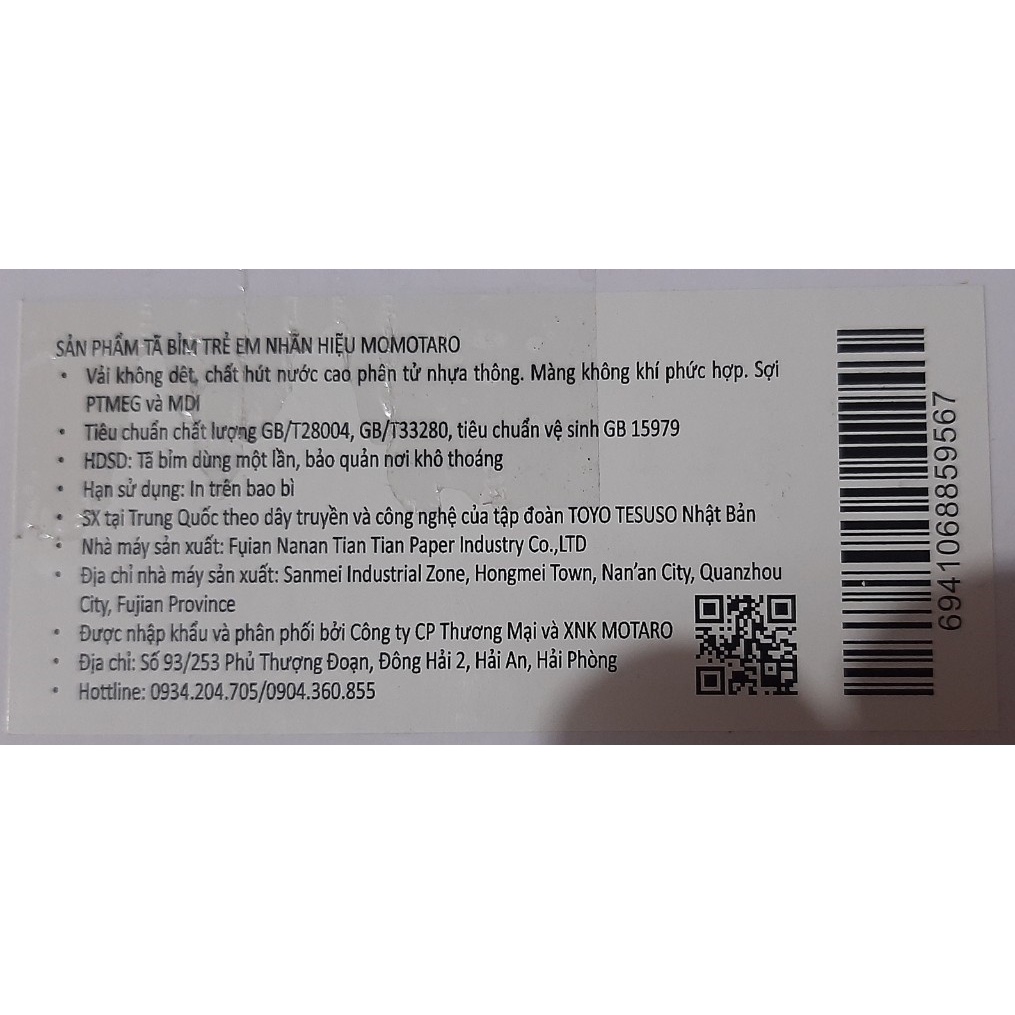 SẢN PHẨM TÃ BỈM TRẺ EM NHÃN HIỆU MOMOTARO
• Vải không dêt, chất hút nước cao phân tử nhựa thông. Màng không khí phức hợp. Sợi
PTMEG và MDI
• Tiêu chuẩn chất lượng GB/T28004, GB/T33280, tiêu chuẩn vệ sinh GB 15979
• HDSD: Tã bỉm dùng một lần, bảo quản nơi khô thoáng
• Hạn sử dụng: In trên bao bì
• SX tại Trung Quốc theo dây truyền và công nghệ của tập đoàn TOYO TESUSO Nhật Bản
• Nhà máy sản xuất: Fụian Nanan Tian Tian Paper Industry Co.,LTD
• Địa chỉ nhà máy sản xuất: Sanmei Industrial Zone, Hongmei Town, Nan’an City, Quanzhou
City, Fujian Province
• Được nhập khẩu và phân phối bởi Công ty CP Thương Mại và XNK MOTARO
• Địa chỉ: Số 93/253 Phủ Thượng Đoạn, Đông Hải 2, Hải An, Hải Phòng
• Hottline: 0934.204.705/0904.360.855
6941068859567